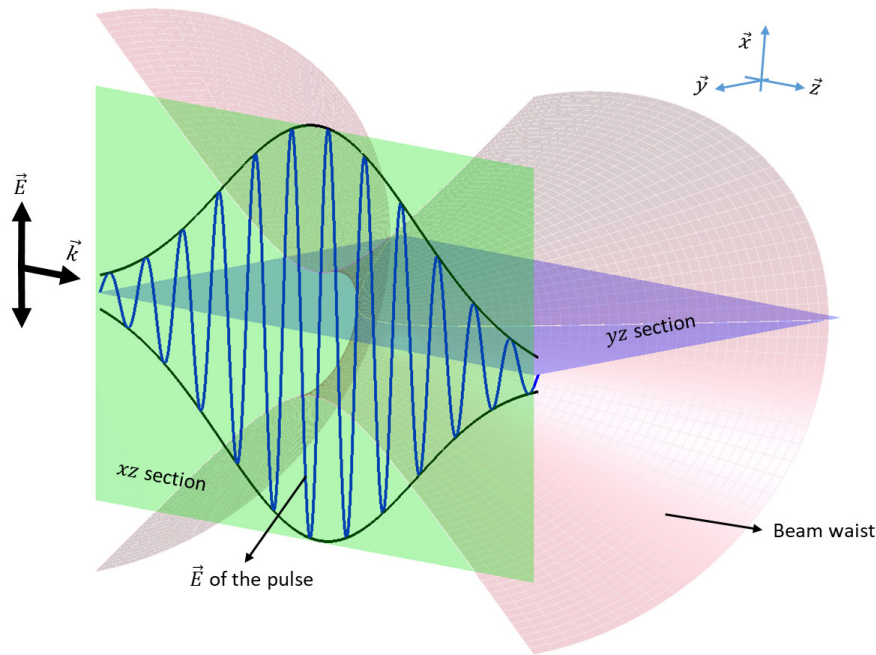 x⃗
y⃗
z⃗
E⃗
k⃗
yz section
xz section
Beam waist
E⃗ of the pulse